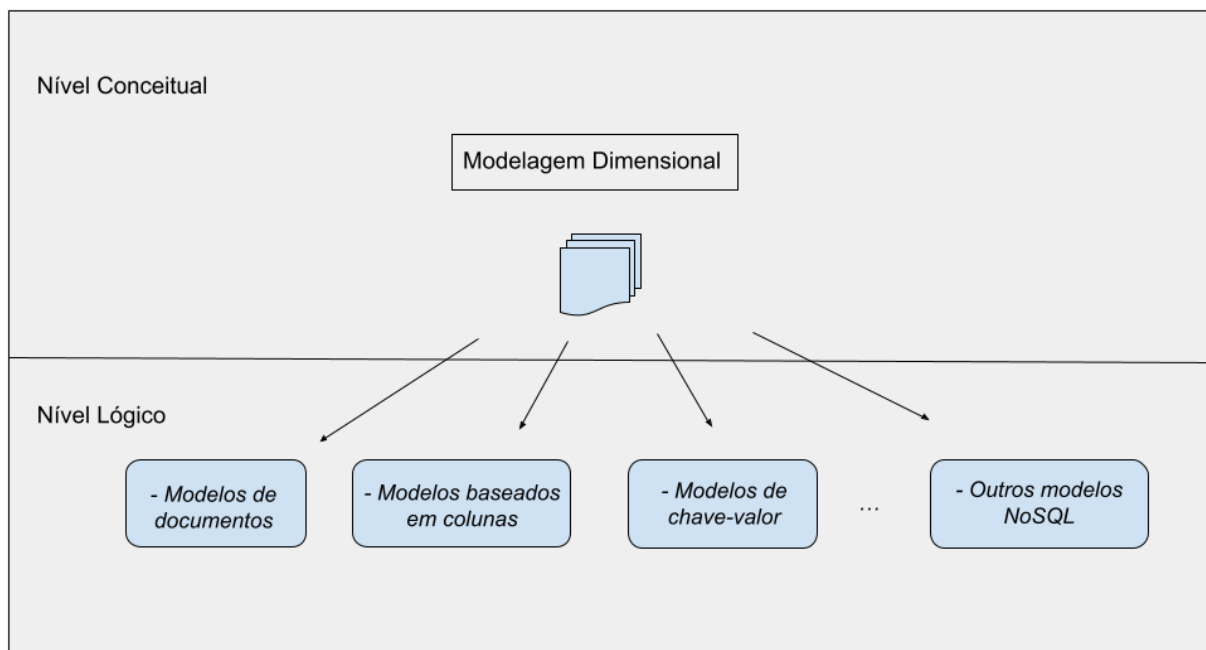 Nível Conceitual
Modelagem Dimensional
Nível Lógico
- Modelos de
documentos
- Modelos baseados
em colunas
- Modelos de
chave-valor
...
- Outros modelos
NoSQL